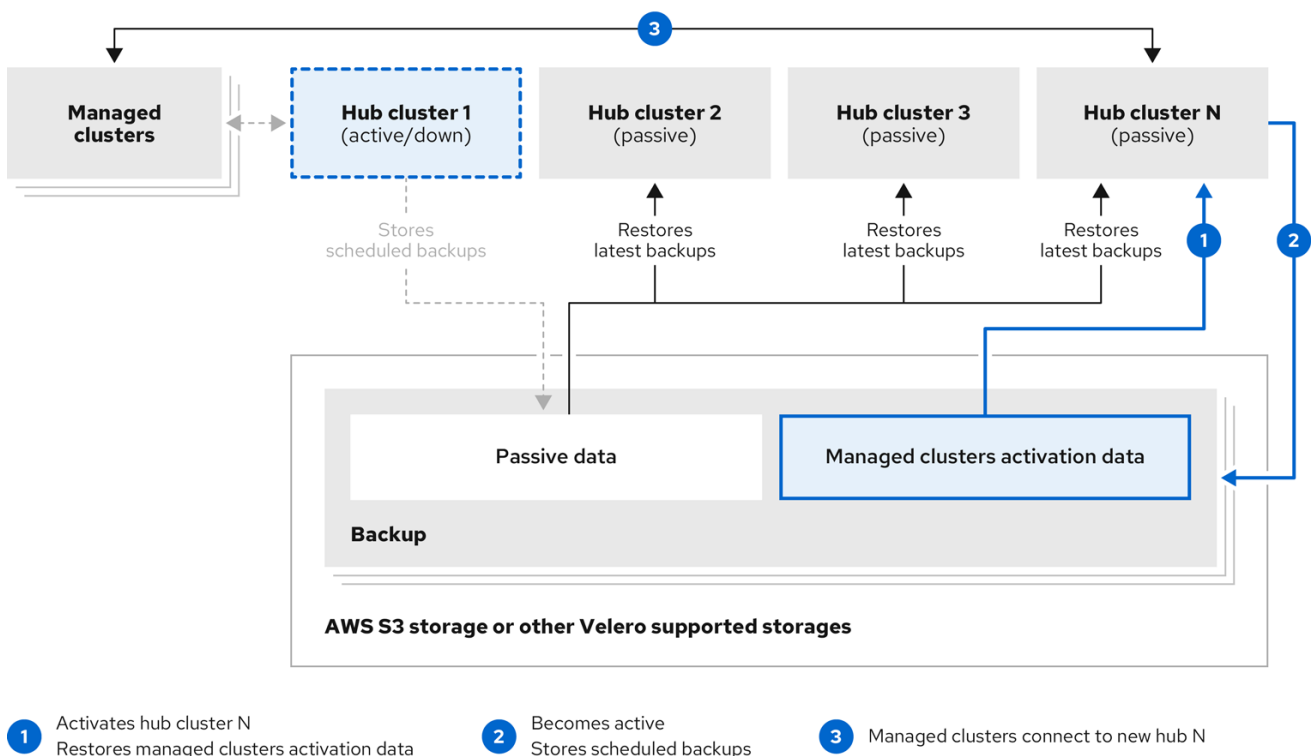 3
Managed
clusters
Hub cluster 1
(active/down)
Hub cluster 2
(passive)
Hub cluster 3
(passive)
Hub cluster N
(passive)
Stores
scheduled backups
Restores
latest backups
Restores
latest backups
Restores
latest backups
1
2
Passive data
Managed clusters activation data
Backup
AWS S3 storage or other Velero supported storages
1
Activates hub cluster N
Restores managed clusters activation data
2
Becomes active
Stores scheduled backups
3
Managed clusters connect to new hub N